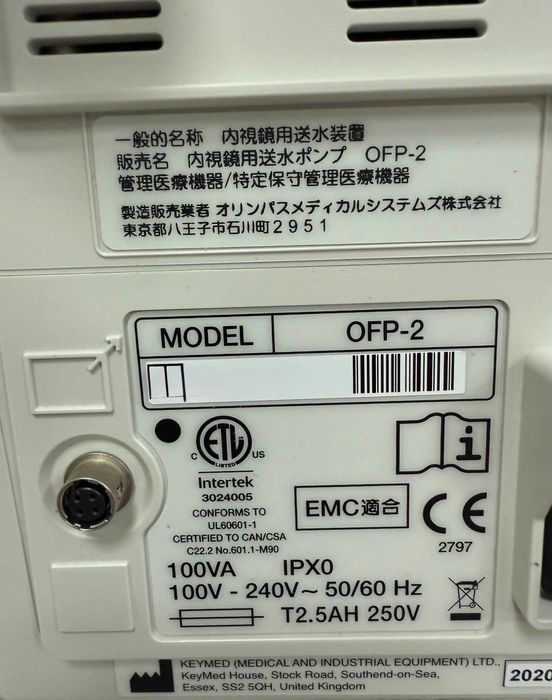 一般的名称 内視鏡用送水装置
販売名 内視鏡用送水ポンプ OFP-2
管理医療機器/特定保守管理医療機器
製造販売業者 オリンパスメディカルシステムズ株式会社
東京都八王子市石川町2951
MODEL OFP-2
ETL
LISTED
C US
Intertek
3024005
CONFORMS TO
UL60601-1
CERTIFIED TO CAN/CSA
C22.2 No.601.1-M90
i
EMC適合
CE
2797
100VA IPX0
100V - 240V~ 50/60 Hz
T2.5AH 250V
KEYMED (MEDICAL AND INDUSTRIAL EQUIPMENT) LTD.,
KeyMed House, Stock Road, Southend-on-Sea,
Essex, SS2 5QH, United Kingdom
2020